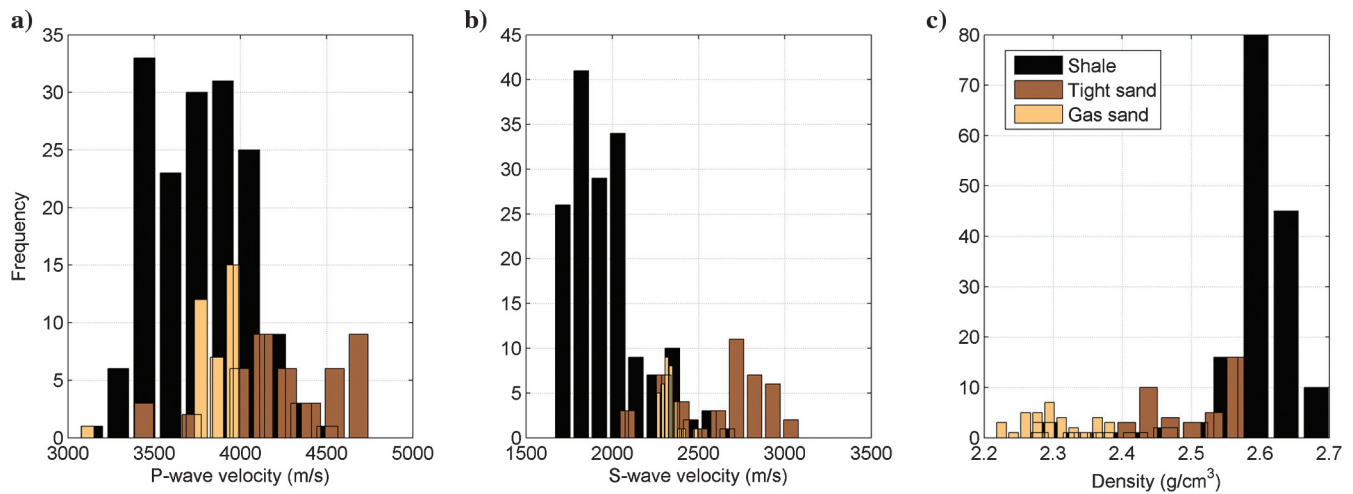 a)
35
30
25
20
15
10
5
0
Frequency
3000 3500 4000 4500 5000
P-wave velocity (m/s)
b)
45
40
35
30
25
20
15
10
5
0
1500 2000 2500 3000 3500
S-wave velocity (m/s)
c)
80
70
60
50
40
30
20
10
0
Shale
Tight sand
Gas sand
2.2 2.3 2.4 2.5 2.6 2.7
Density (g/cm³)